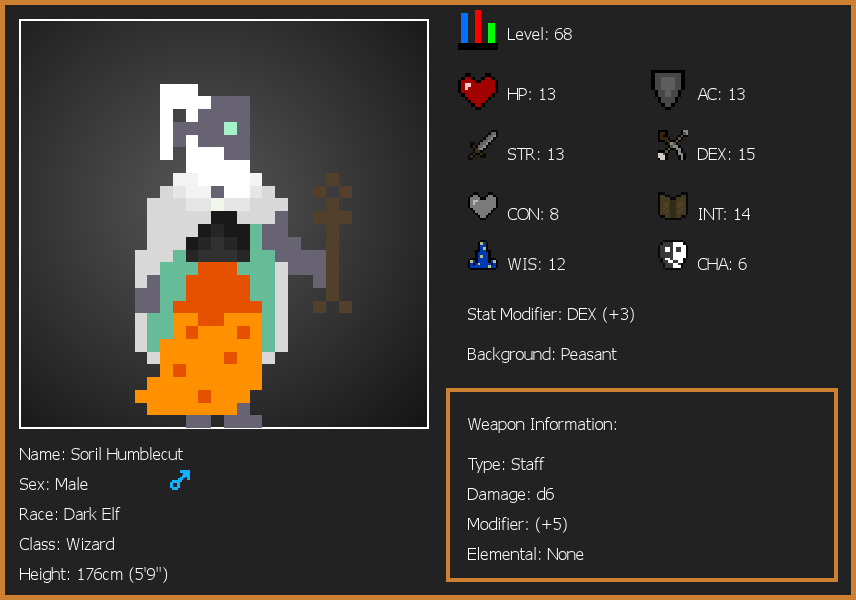 Level: 68
HP: 13
AC: 13
STR: 13
DEX: 15
CON: 8
INT: 14
WIS: 12
CHA: 6
Stat Modifier: DEX (+3)
Background: Peasant
Weapon Information:
Type: Staff
Damage: d6
Modifier: (+5)
Elemental: None
Name: Soril Humblecut
Sex: Male
Race: Dark Elf
Class: Wizard
Height: 176cm (5'9")